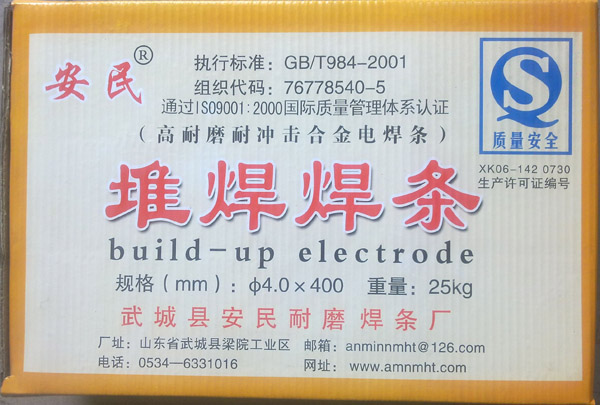 安民®
执行标准：GB/T984-2001
组织代码：76778540-5
通过ISO9001:2000国际质量管理体系认证
（高耐磨耐冲击合金电焊条）
QS
质量安全
XK06-142 0730
生产许可证编号
堆焊焊条
build-up electrode
规格（mm）：ф4.0×400 重量：25kg
武城县安民耐磨焊条厂
厂址：山东省武城县梁院工业区 邮箱：anminnmht@126.com
电话：0534-6331016 网址：www.amnmht.com